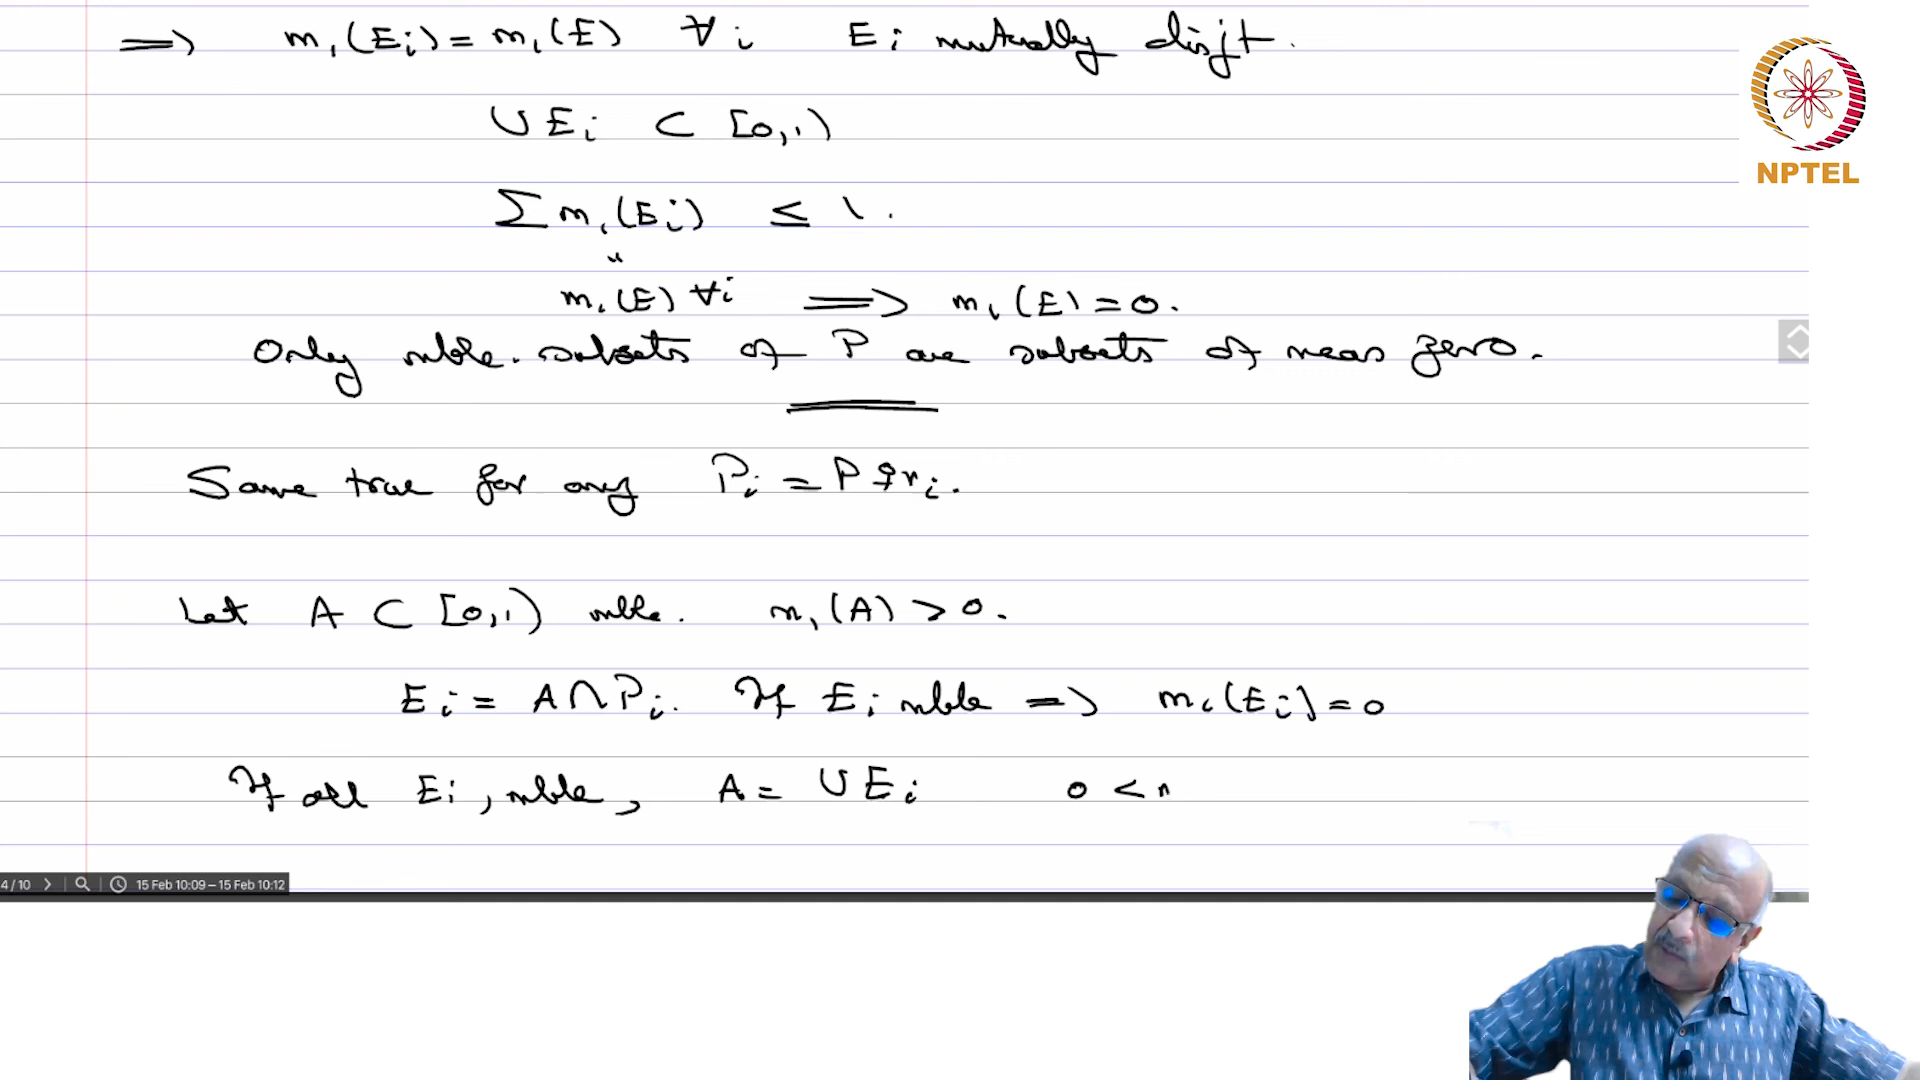 ⟹ m₁(Eᵢ) = m₁(E) ∀ i Eᵢ mutually disjt.
∪ Eᵢ ⊂ [0,1)
NPTEL
Σ m₁(Eᵢ) ≤ 1.
"
m₁(E) ∀ i ⟹ m₁(E) = 0.
Only mble. subsets of P are subsets of meas zero.
Same true for any Pᵢ = P ∔ rᵢ.
Let A ⊂ [0,1) mble. m₁(A) > 0.
Eᵢ = A ∩ Pᵢ. If Eᵢ mble ⟹ m₁(Eᵢ) = 0
If all Eᵢ, mble, A = ∪ Eᵢ 0 < n
4 / 10 15 Feb 10:09 – 15 Feb 10:12